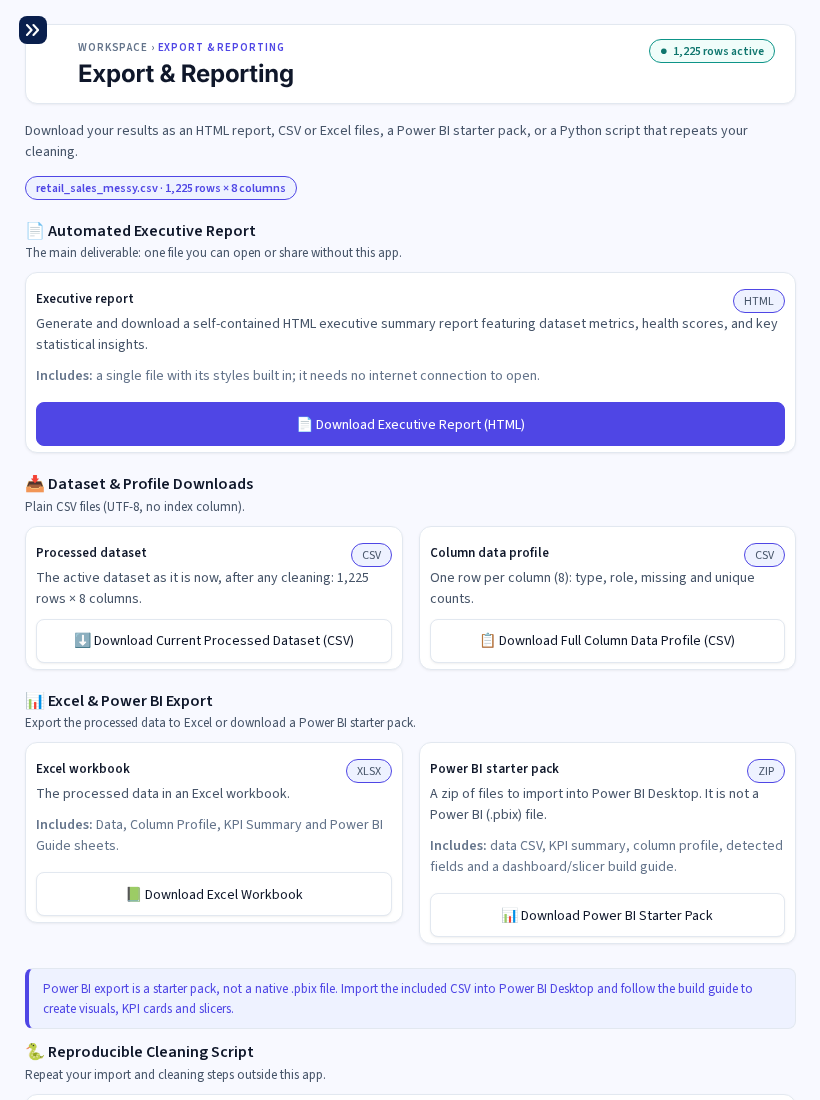 WORKSPACE › EXPORT & REPORTING
Export & Reporting
1,225 rows active
Download your results as an HTML report, CSV or Excel files, a Power BI starter pack, or a Python script that repeats your
cleaning.
retail_sales_messy.csv · 1,225 rows × 8 columns
📄 Automated Executive Report
The main deliverable: one file you can open or share without this app.
Executive report
HTML
Generate and download a self-contained HTML executive summary report featuring dataset metrics, health scores, and key
statistical insights.
Includes: a single file with its styles built in; it needs no internet connection to open.
📄 Download Executive Report (HTML)
📥 Dataset & Profile Downloads
Plain CSV files (UTF-8, no index column).
Processed dataset
CSV
The active dataset as it is now, after any cleaning: 1,225
rows × 8 columns.
⬇️ Download Current Processed Dataset (CSV)
Column data profile
CSV
One row per column (8): type, role, missing and unique
counts.
📋 Download Full Column Data Profile (CSV)
📊 Excel & Power BI Export
Export the processed data to Excel or download a Power BI starter pack.
Excel workbook
XLSX
The processed data in an Excel workbook.
Includes: Data, Column Profile, KPI Summary and Power BI
Guide sheets.
📗 Download Excel Workbook
Power BI starter pack
ZIP
A zip of files to import into Power BI Desktop. It is not a
Power BI (.pbix) file.
Includes: data CSV, KPI summary, column profile, detected
fields and a dashboard/slicer build guide.
📊 Download Power BI Starter Pack
Power BI export is a starter pack, not a native .pbix file. Import the included CSV into Power BI Desktop and follow the build guide to
create visuals, KPI cards and slicers.
🐍 Reproducible Cleaning Script
Repeat your import and cleaning steps outside this app.